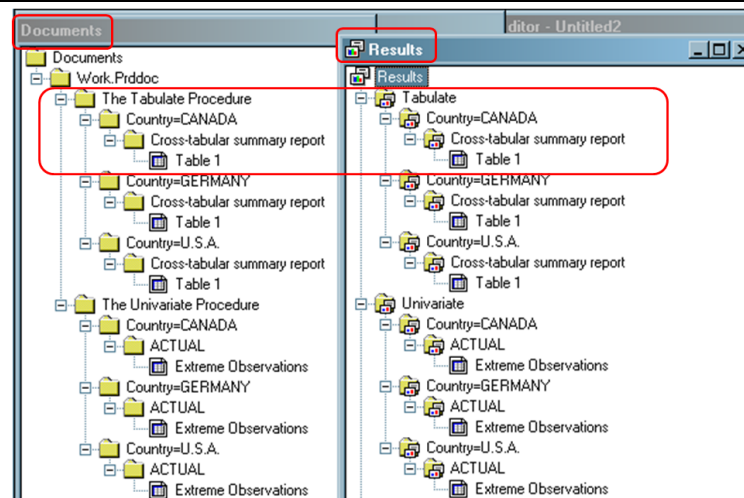 Documents
ditor - Untitled2
Results
Documents
Work.Prddoc
The Tabulate Procedure
Country=CANADA
Cross-tabular summary report
Table 1
Country=GERMANY
Cross-tabular summary report
Table 1
Country=U.S.A.
Cross-tabular summary report
Table 1
The Univariate Procedure
Country=CANADA
ACTUAL
Extreme Observations
Country=GERMANY
ACTUAL
Extreme Observations
Country=U.S.A.
ACTUAL
Extreme Observations
Results
Tabulate
Country=CANADA
Cross-tabular summary report
Table 1
Country=GERMANY
Cross-tabular summary report
Table 1
Country=U.S.A.
Cross-tabular summary report
Table 1
Univariate
Country=CANADA
ACTUAL
Extreme Observations
Country=GERMANY
ACTUAL
Extreme Observations
Country=U.S.A.
ACTUAL
Extreme Observations